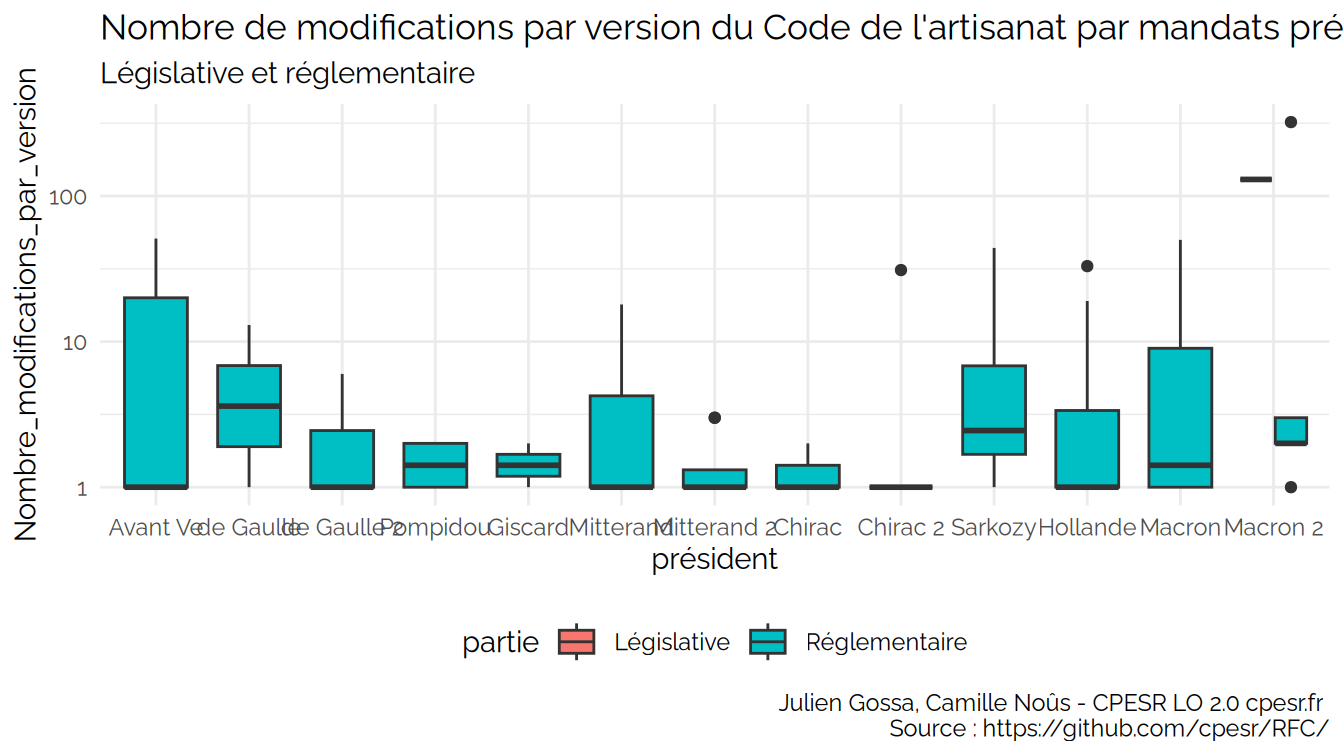 Nombre de modifications par version du Code de l'artisanat par mandats pré
Législative et réglementaire
Nombre_modifications_par_version
100
10
1
Avant Ve de Gaulle de Gaulle 2 Pompidou Giscard Mitterand Mitterand 2 Chirac Chirac 2 Sarkozy Hollande Macron Macron 2
président
partie Législative Réglementaire
Julien Gossa, Camille Noûs - CPESR LO 2.0 cpesr.fr
Source : https://github.com/cpesr/RFC/